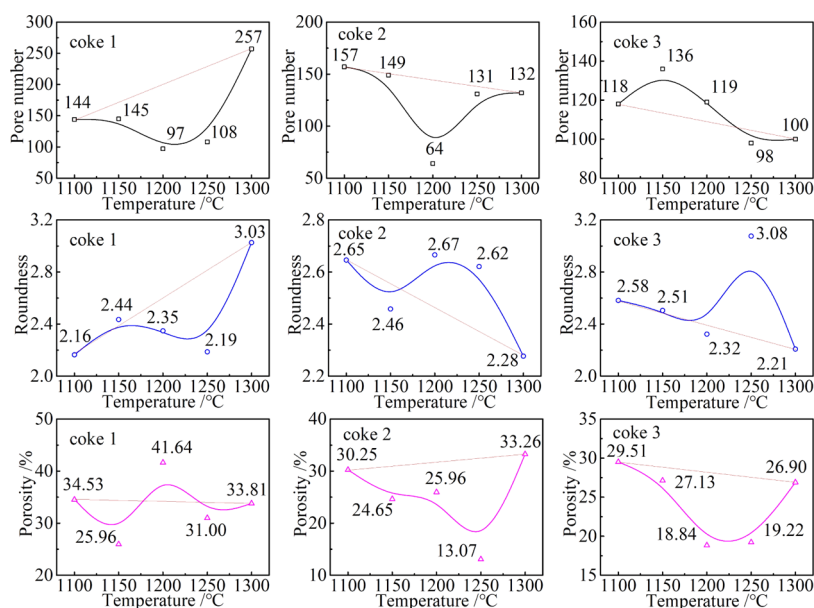 300
250
200
150
100
50
Pore number
coke 1
144
145
97
108
257
1100 1150 1200 1250 1300
Temperature /°C
200
150
100
50
Pore number
coke 2
157
149
64
131
132
1100 1150 1200 1250 1300
Temperature /°C
160
140
120
100
80
Pore number
coke 3
118
136
119
98
100
1100 1150 1200 1250 1300
Temperature /°C
3.2
2.8
2.4
2.0
Roundness
coke 1
2.16
2.44
2.35
2.19
3.03
1100 1150 1200 1250 1300
Temperature /°C
2.8
2.6
2.4
2.2
Roundness
coke 2
2.65
2.46
2.67
2.62
2.28
1100 1150 1200 1250 1300
Temperature /°C
3.2
2.8
2.4
2.0
Roundness
coke 3
2.58
2.51
2.32
3.08
2.21
1100 1150 1200 1250 1300
Temperature /°C
50
40
30
20
Porosity /%
coke 1
34.53
25.96
41.64
31.00
33.81
1100 1150 1200 1250 1300
Temperature /°C
40
30
20
10
Porosity /%
coke 2
30.25
24.65
25.96
13.07
33.26
1100 1150 1200 1250 1300
Temperature /°C
35
30
25
20
15
Porosity /%
coke 3
29.51
27.13
18.84
19.22
26.90
1100 1150 1200 1250 1300
Temperature /°C